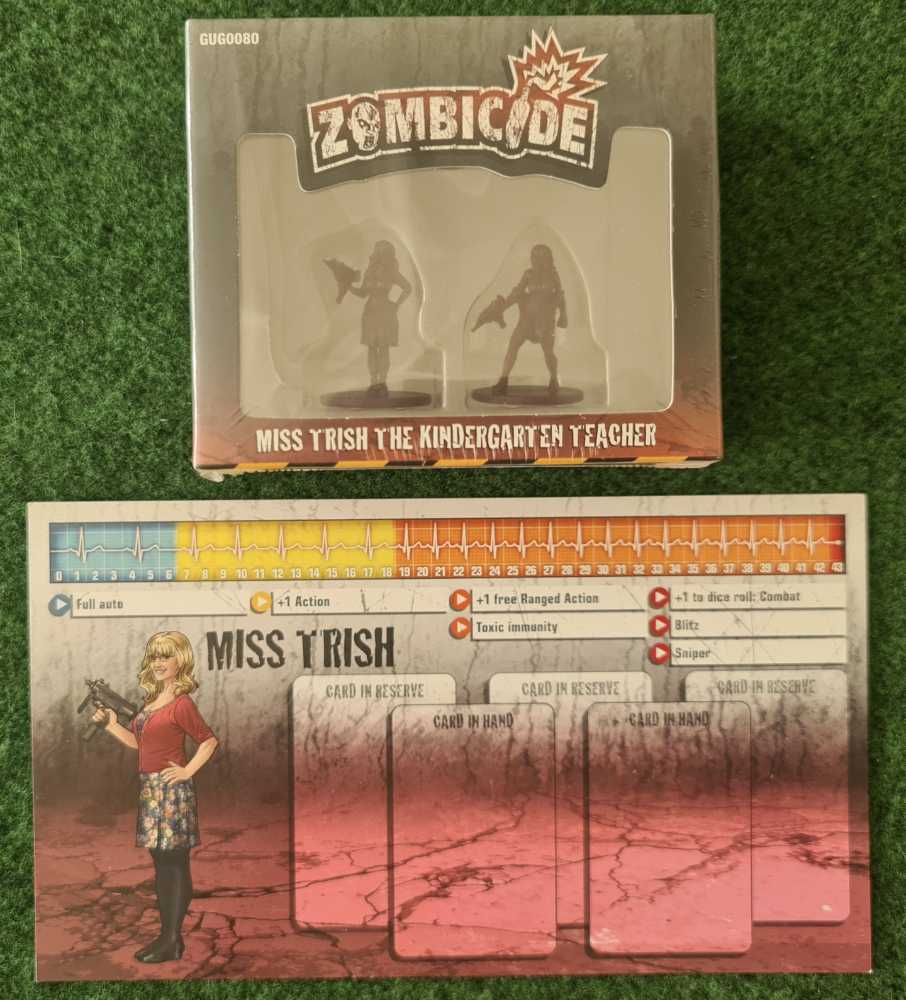 GUG0080
ZOMBICIDE
MISS TRISH THE KINDERGARTEN TEACHER
0 1 2 3 4 5 6 7 8 9 10 11 12 13 14 15 16 17 18 19 20 21 22 23 24 25 26 27 28 29 30 31 32 33 34 35 36 37 38 39 40 41 42 43
Full auto
+1 Action
+1 free Ranged Action
+1 to dice roll: Combat
Toxic immunity
Blitz
Sniper
MISS TRISH
CARD IN RESERVE
CARD IN RESERVE
CARD IN RESERVE
CARD IN HAND
CARD IN HAND